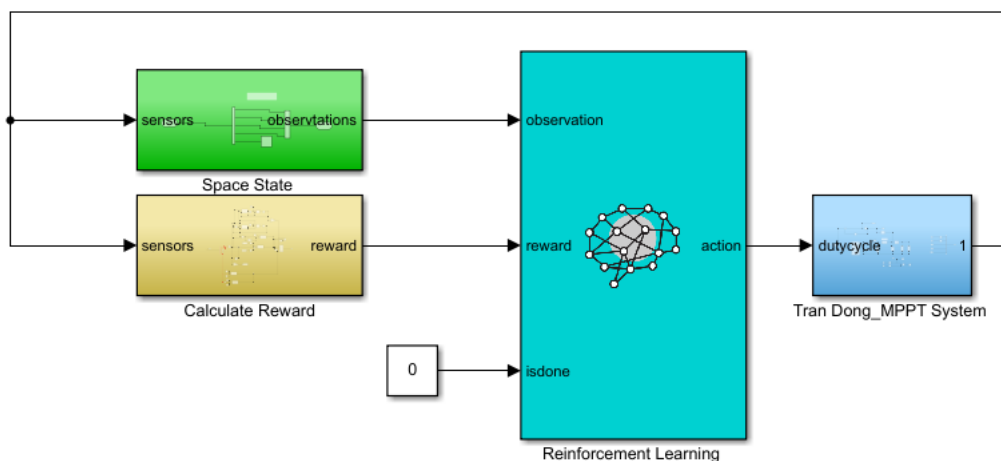 sensors
observtations
observation
Space State
sensors
reward
reward
action
dutycycle
1
Calculate Reward
Tran Dong_MPPT System
0
isdone
Reinforcement Learning